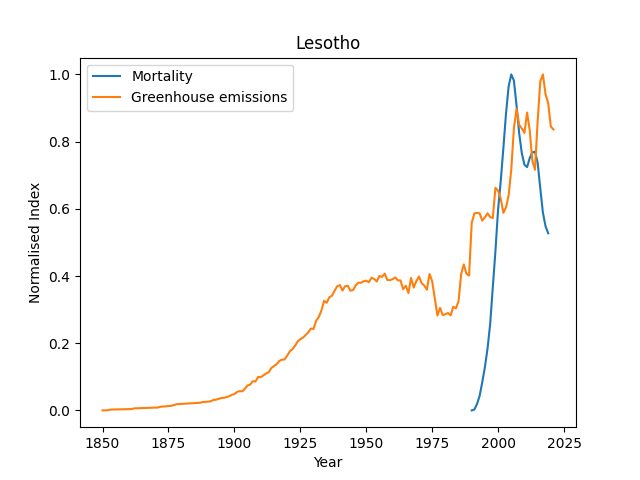 Lesotho
Mortality
Greenhouse emissions
Normalised Index
1.0
0.8
0.6
0.4
0.2
0.0
1850 1875 1900 1925 1950 1975 2000 2025
Year